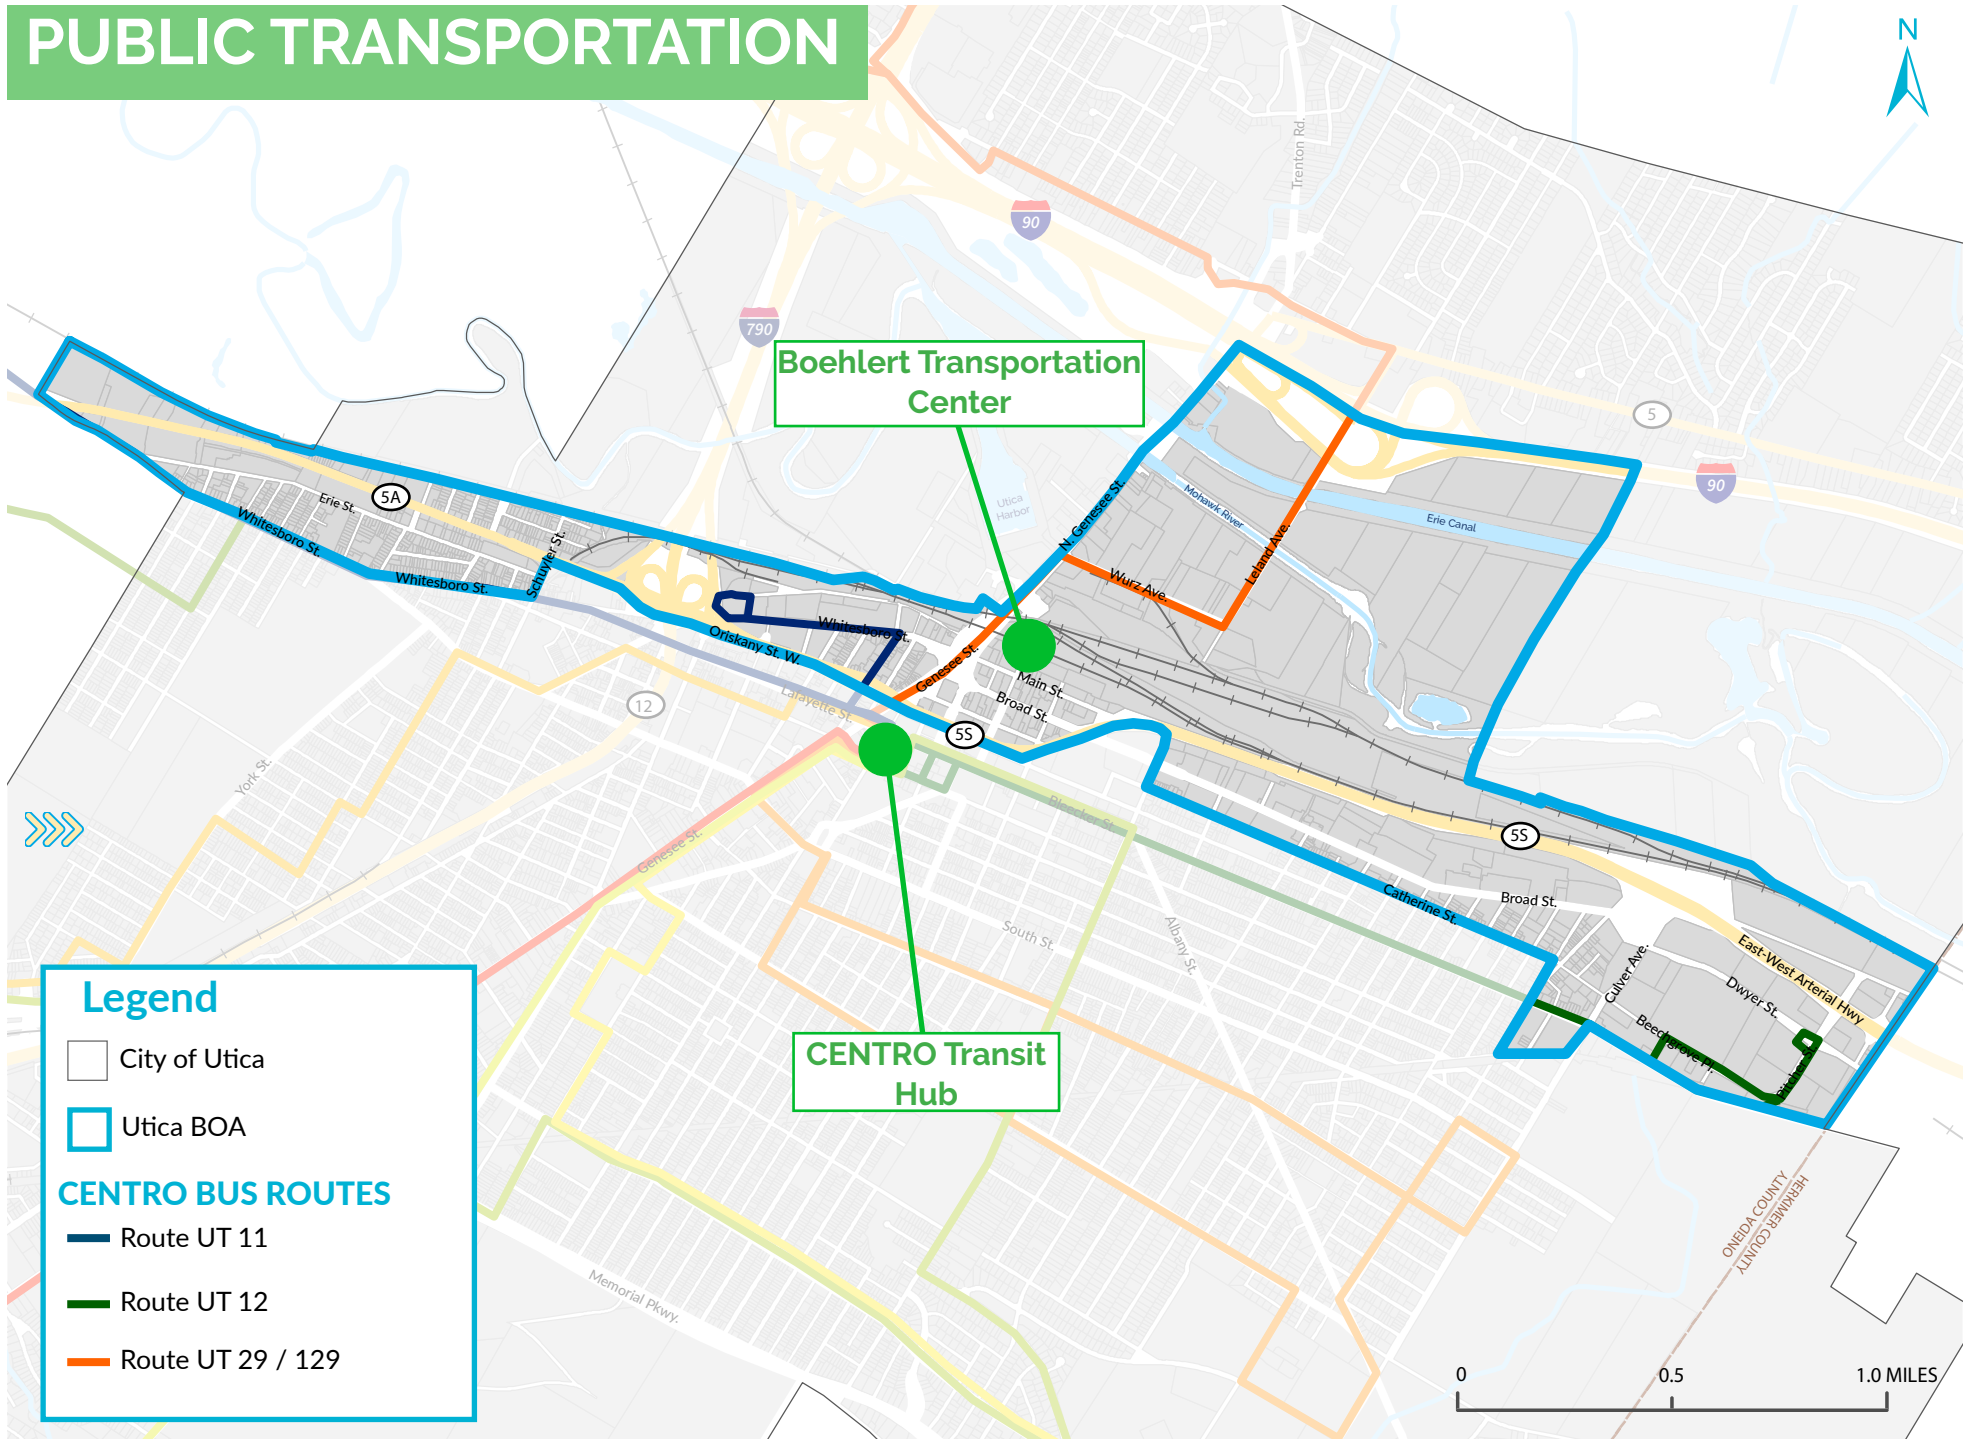 PUBLIC TRANSPORTATION
N
Trenton Rd.
90
790
Boehlert Transportation
Center
5
90
5A
Erie St.
Whitesboro St.
Whitesboro St.
Schuyler St.
Utica
Harbor
N. Genesee St.
Mohawk River
Erie Canal
Leland Ave.
Wurz Ave.
Whitesboro St.
Oriskany St. W.
Genesee St.
Main St.
Broad St.
Lafayette St.
12
5S
York St.
Bleecker St.
Genesee St.
5S
Catherine St.
Broad St.
South St.
Albany St.
Culver Ave.
East-West Arterial Hwy
Dwyer St.
Beechgrove Pl.
Pitcher St.
CENTRO Transit
Hub
Memorial Pkwy.
ONEIDA COUNTY
HERKIMER COUNTY
Legend
City of Utica
Utica BOA
CENTRO BUS ROUTES
Route UT 11
Route UT 12
Route UT 29 / 129
0 0.5 1.0 MILES